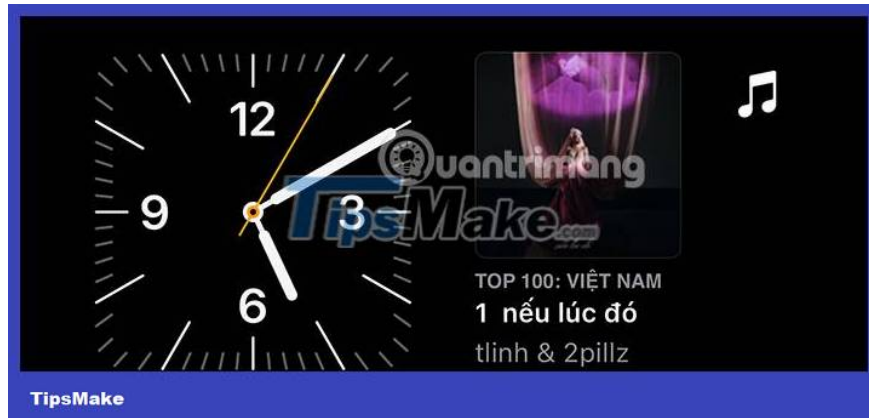 12
9
3
6
Quantrimang
TipsMake.com
TOP 100: VIỆT NAM
1 nếu lúc đó
tlinh & 2pillz
TipsMake